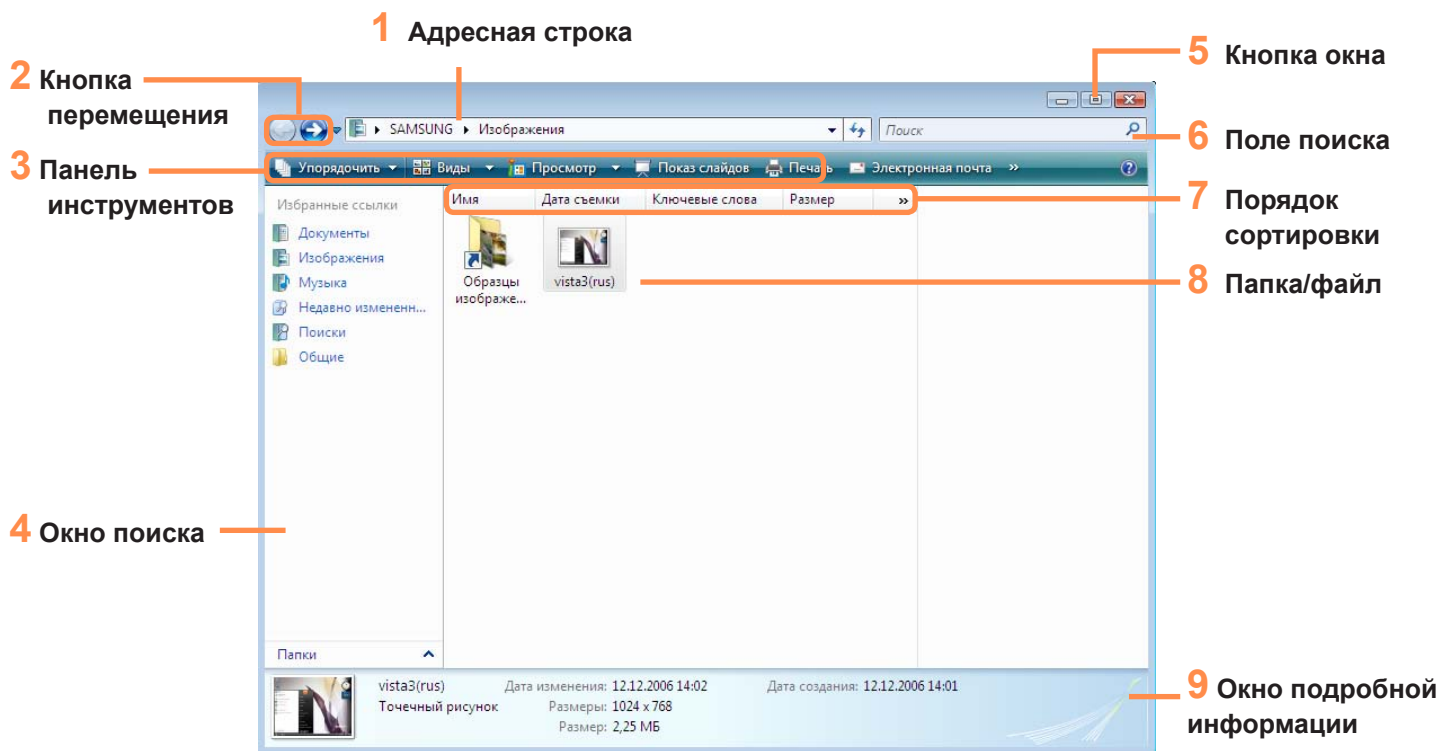 1 Адресная строка
2 Кнопка
перемещения
5 Кнопка окна
SAMSUNG Изображения
Поиск
6 Поле поиска
3 Панель
инструментов
Упорядочить Виды Просмотр Показ слайдов Печать Электронная почта »
Избранные ссылки
Имя Дата съемки Ключевые слова Размер »
7 Порядок
сортировки
Документы
Изображения
Музыка
Недавно измененн...
Поиски
Общие
Образцы
изображе...
vista3(rus)
8 Папка/файл
4 Окно поиска
Папки
vista3(rus) Дата изменения: 12.12.2006 14:02 Дата создания: 12.12.2006 14:01
Точечный рисунок Размеры: 1024 x 768
Размер: 2,25 МБ
9 Окно подробной
информации